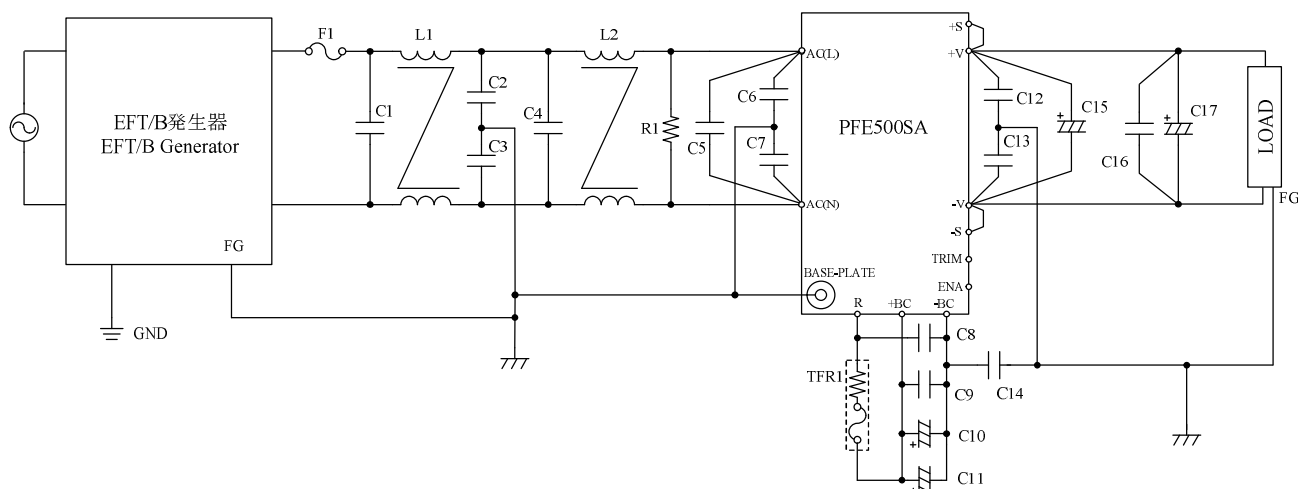 EFT/B発生器
EFT/B Generator
FG
GND
F1
L1
L2
C1
C2
C3
C4
R1
C5
C6
C7
AC(L)
AC(N)
PFE500SA
BASE-PLATE
R
+BC
-BC
+S
+V
-V
-S
TRIM
ENA
C12
C13
C15
C16
C17
LOAD
FG
TFR1
C8
C9
C10
C11
C14
+
+
+
+